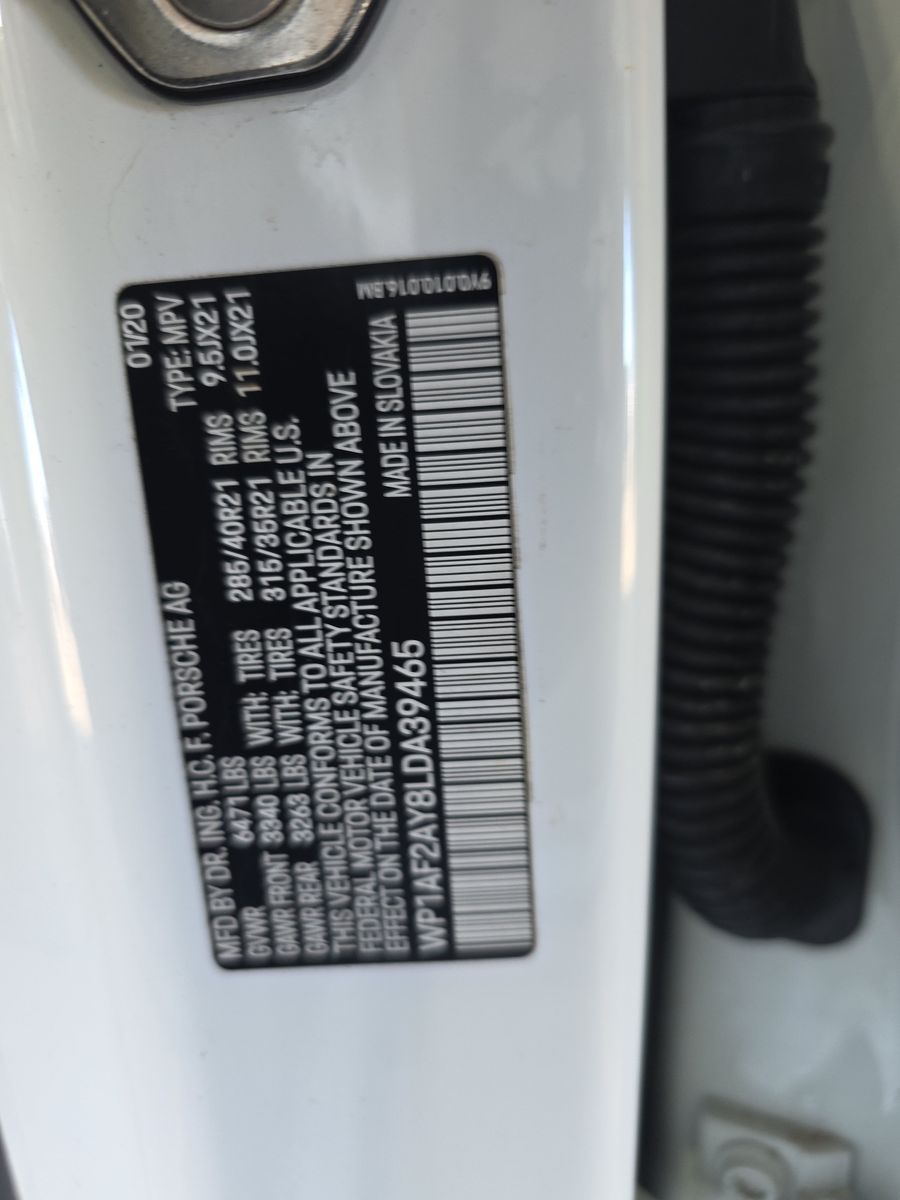 MFD BY DR. ING. H.C. F. PORSCHE AG 01/20
GVWR 6471 LBS TYPE: MPV
GAWR FRONT 3340 LBS WITH: TIRES 285/40R21 RIMS 9.5JX21
GAWR REAR 3263 LBS WITH: TIRES 315/35R21 RIMS 11.0JX21
THIS VEHICLE CONFORMS TO ALL APPLICABLE U.S.
FEDERAL MOTOR VEHICLE SAFETY STANDARDS IN
EFFECT ON THE DATE OF MANUFACTURE SHOWN ABOVE
WP1AF2AY8LDA39465 MADE IN SLOVAKIA
9Y0.010.016.BM